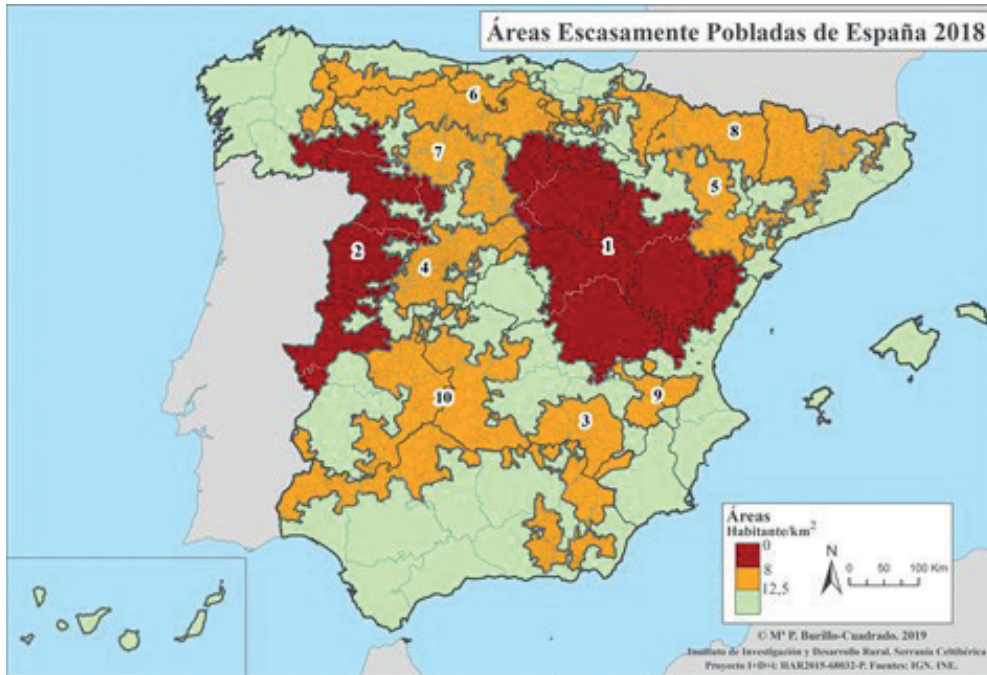 Áreas Escasamente Pobladas de España 2018
6
8
7
5
1
2
4
10
9
3
Áreas
Habitante/km²
0
8
12,5
N
0 50 100 Km
© Mª P. Burillo-Cuadrado. 2019
Instituto de Investigación y Desarrollo Rural. Serranía Celtibérica
Proyecto I+D+i: HAR2015-68032-P. Fuentes: IGN. INE.